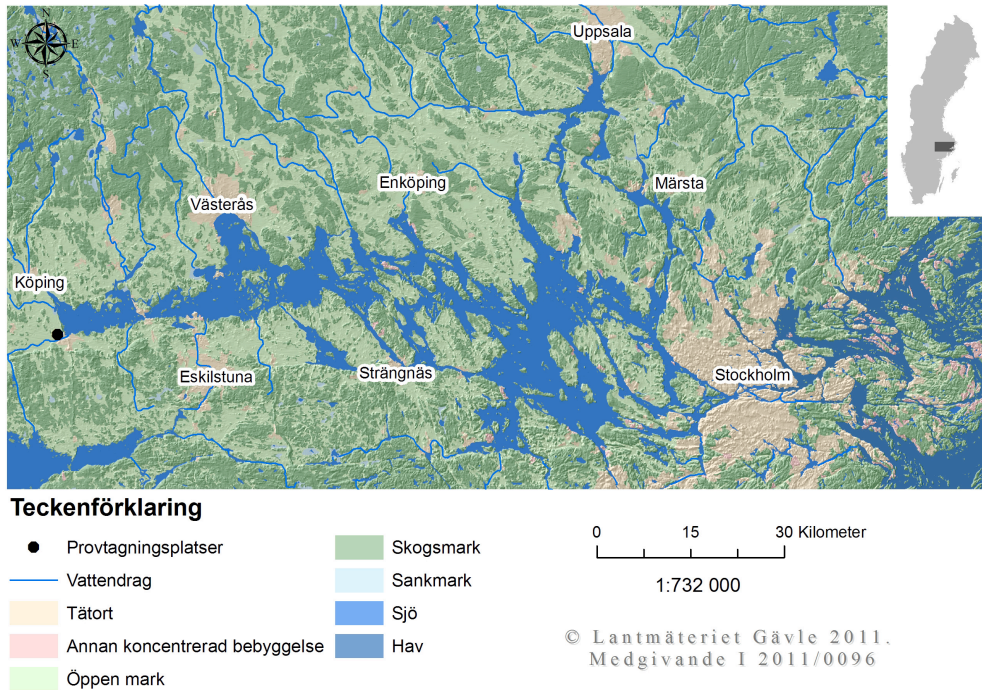 N
W E
S
Uppsala
Märsta
Enköping
Västerås
Köping
Eskilstuna
Strängnäs
Stockholm
Teckenförklaring
Provtagningsplatser
Vattendrag
Tätort
Annan koncentrerad bebyggelse
Öppen mark
Skogsmark
Sankmark
Sjö
Hav
0 15 30 Kilometer
1:732 000
© Lantmäteriet Gävle 2011.
Medgivande I 2011/0096